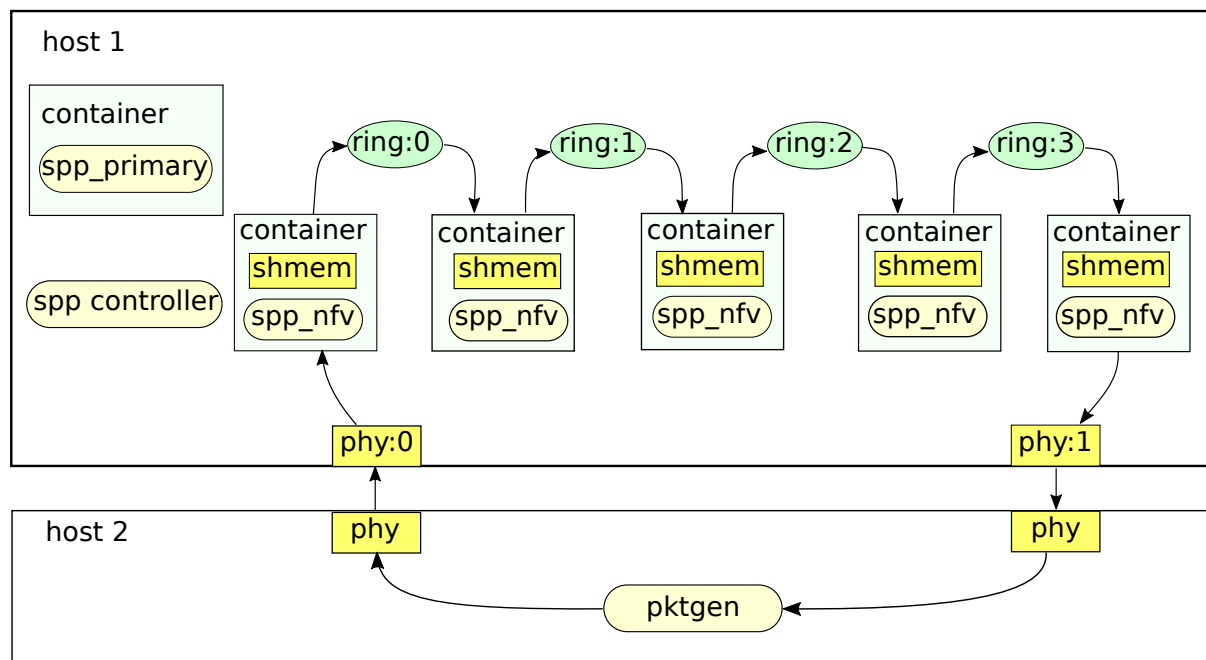 host 1
container
spp_primary
ring:0
ring:1
ring:2
ring:3
container
shmem
spp_nfv
container
shmem
spp_nfv
container
shmem
spp_nfv
container
shmem
spp_nfv
container
shmem
spp_nfv
spp controller
phy:0
phy:1
host 2
phy
phy
pktgen